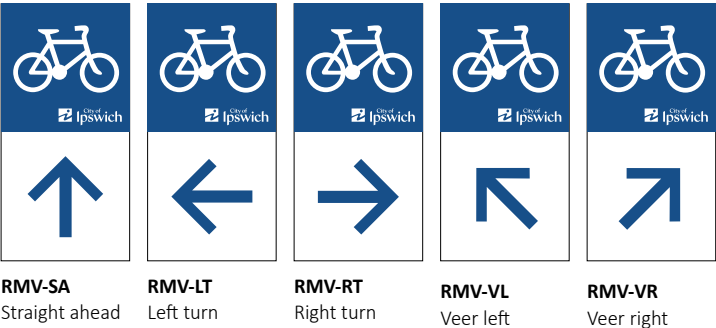 City of
Ipswich
City of
Ipswich
City of
Ipswich
City of
Ipswich
City of
Ipswich
RMV-SA
Straight ahead
RMV-LT
Left turn
RMV-RT
Right turn
RMV-VL
Veer left
RMV-VR
Veer right